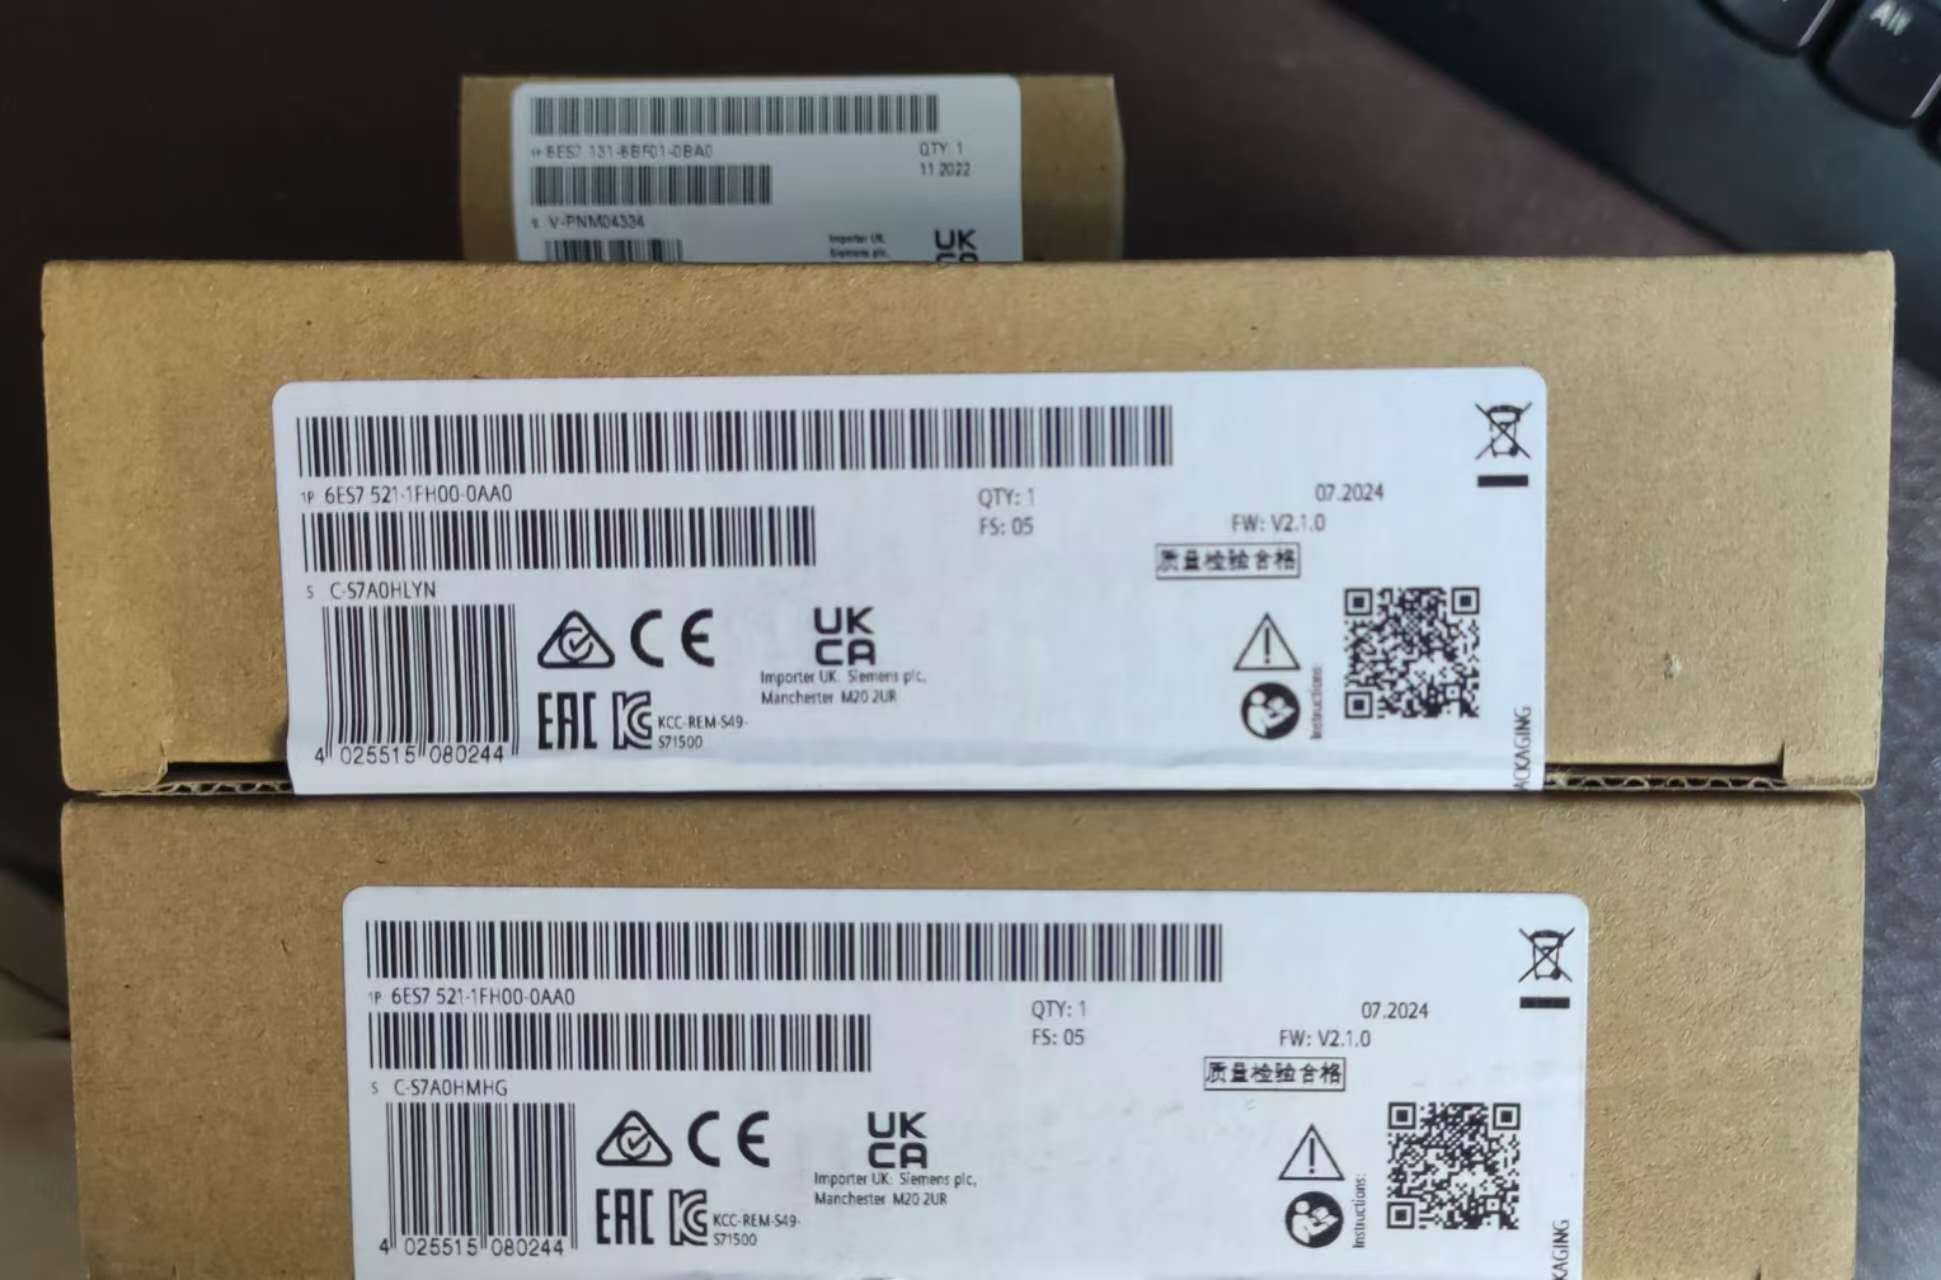 Alt
6ES7 131-6BF01-0BA0
QTY: 1
11.2022
S V-PNM04334
Importer UK,
Siemens plc,
UK
CA
1P 6ES7 521-1FH00-0AA0
QTY: 1
07.2024
FS: 05
FW: V2.1.0
质量检验合格
S C-S7A0HLYN
CE
UK
CA
Importer UK: Siemens plc,
Manchester M20 2UR
EAC
KCC-REM-S49-
S71500
Instructions:
ACKAGING
4 025515 080244
1P 6ES7 521-1FH00-0AA0
QTY: 1
07.2024
FS: 05
FW: V2.1.0
质量检验合格
S C-S7A0HMHG
CE
UK
CA
Importer UK: Siemens plc,
Manchester M20 2UR
EAC
KCC-REM-S49-
S71500
Instructions:
KAGING
4 025515 080244